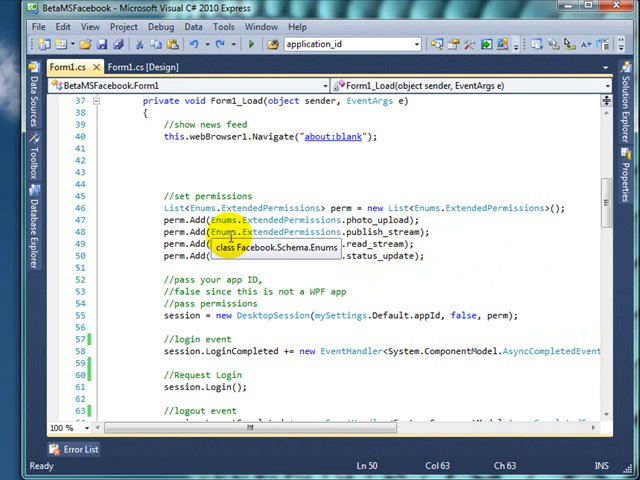 BetaMSFacebook - Microsoft Visual C# 2010 Express
File Edit View Project Debug Data Tools Window Help
application_id
Form1.cs Form1.cs [Design]
BetaMSFacebook.Form1 Form1_Load(object sender, EventArgs e)
37 private void Form1_Load(object sender, EventArgs e)
38 {
39 //show news feed
40 this.webBrowser1.Navigate("about:blank");
41
42
43
44
45 //set permissions
46 List<Enums.ExtendedPermissions> perm = new List<Enums.ExtendedPermissions>();
47 perm.Add(Enums.ExtendedPermissions.photo_upload);
48 perm.Add(Enums.ExtendedPermissions.publish_stream);
49 perm.Add( .read_stream);
class Facebook.Schema.Enums
50 perm.Add( .status_update);
51
52 //pass your app ID,
53 //false since this is not a WPF app
54 //pass permissions
55 session = new DesktopSession(mySettings.Default.appId, false, perm);
56
57 //login event
58 session.LoginCompleted += new EventHandler<System.ComponentModel.AsyncCompletedEvent
59
60 //Request Login
61 session.Login();
62
63 //logout event
64
100 %
Error List
Ready Ln 50 Col 63 Ch 63 INS
Data Sources
Toolbox
Database Explorer
Solution Explorer
Properties